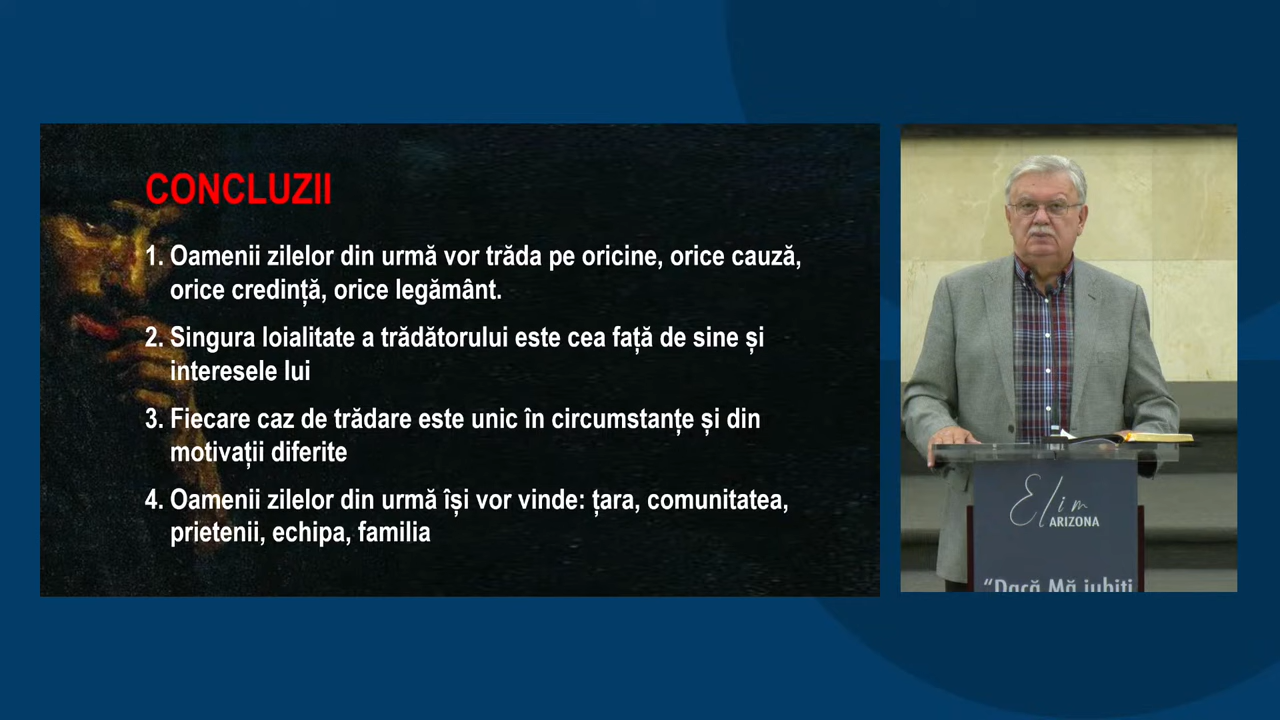 CONCLUZII
1. Oamenii zilelor din urmă vor trăda pe oricine, orice cauză,
orice credință, orice legământ.
2. Singura loialitate a trădătorului este cea față de sine și
interesele lui
3. Fiecare caz de trădare este unic în circumstanțe și din
motivații diferite
4. Oamenii zilelor din urmă își vor vinde: țara, comunitatea,
prietenii, echipa, familia
Elim
ARIZONA
“Dacă Mă iubiți